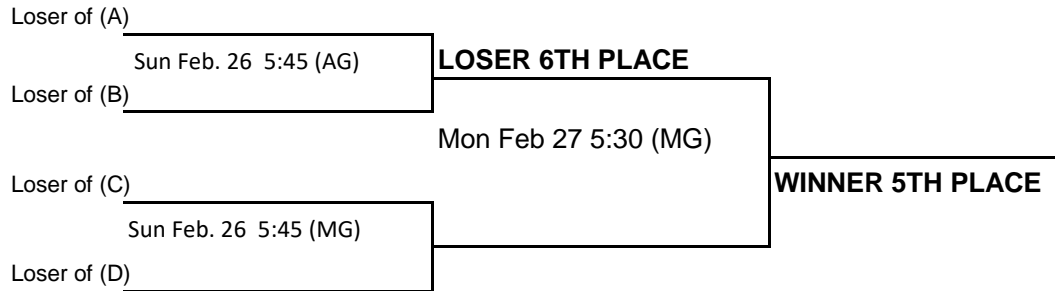 Loser of (A)
Sun Feb. 26  5:45 (AG)
LOSER 6TH PLACE
Loser of (B)
Mon Feb 27 5:30 (MG)
Loser of (C)
WINNER 5TH PLACE
Sun Feb. 26  5:45 (MG)
Loser of (D)